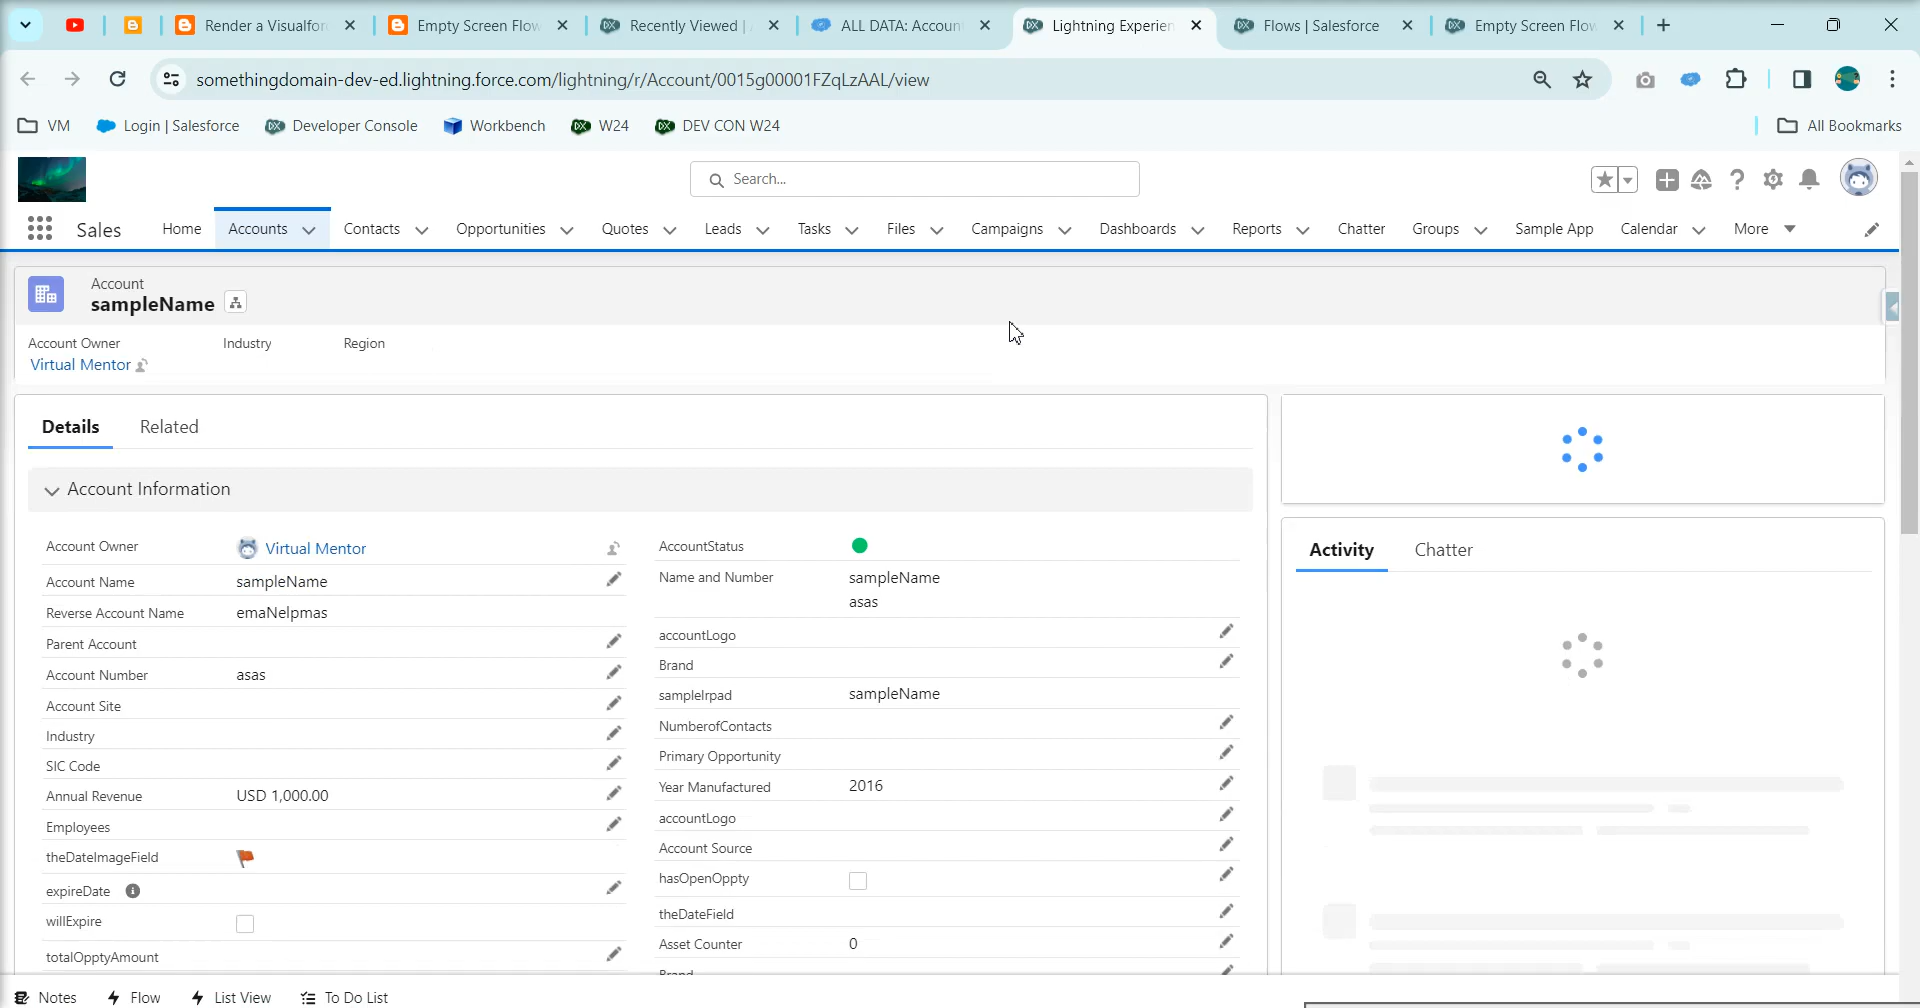 Render a Visualfor
Empty Screen Flow
Recently Viewed | A
ALL DATA: Account
Lightning Experien
Flows | Salesforce
Empty Screen Flow
somethingdomain-dev-ed.lightning.force.com/lightning/r/Account/0015g00001FZqLzAAL/view
VM
Login | Salesforce
Developer Console
Workbench
W24
DEV CON W24
All Bookmarks
Search...
Sales
Home
Accounts
Contacts
Opportunities
Quotes
Leads
Tasks
Files
Campaigns
Dashboards
Reports
Chatter
Groups
Sample App
Calendar
More
Account
sampleName
Account Owner
Industry
Region
Virtual Mentor
Details
Related
Account Information
Account Owner Virtual Mentor
Account Name sampleName
Reverse Account Name emaNelpmas
Parent Account
Account Number asas
Account Site
Industry
SIC Code
Annual Revenue USD 1,000.00
Employees
theDateImageField
expireDate
willExpire
totalOpptyAmount
AccountStatus
Name and Number sampleName
asas
accountLogo
Brand
sampleIrpad sampleName
NumberofContacts
Primary Opportunity
Year Manufactured 2016
accountLogo
Account Source
hasOpenOppty
theDateField
Asset Counter 0
Brand
Activity
Chatter
Notes
Flow
List View
To Do List